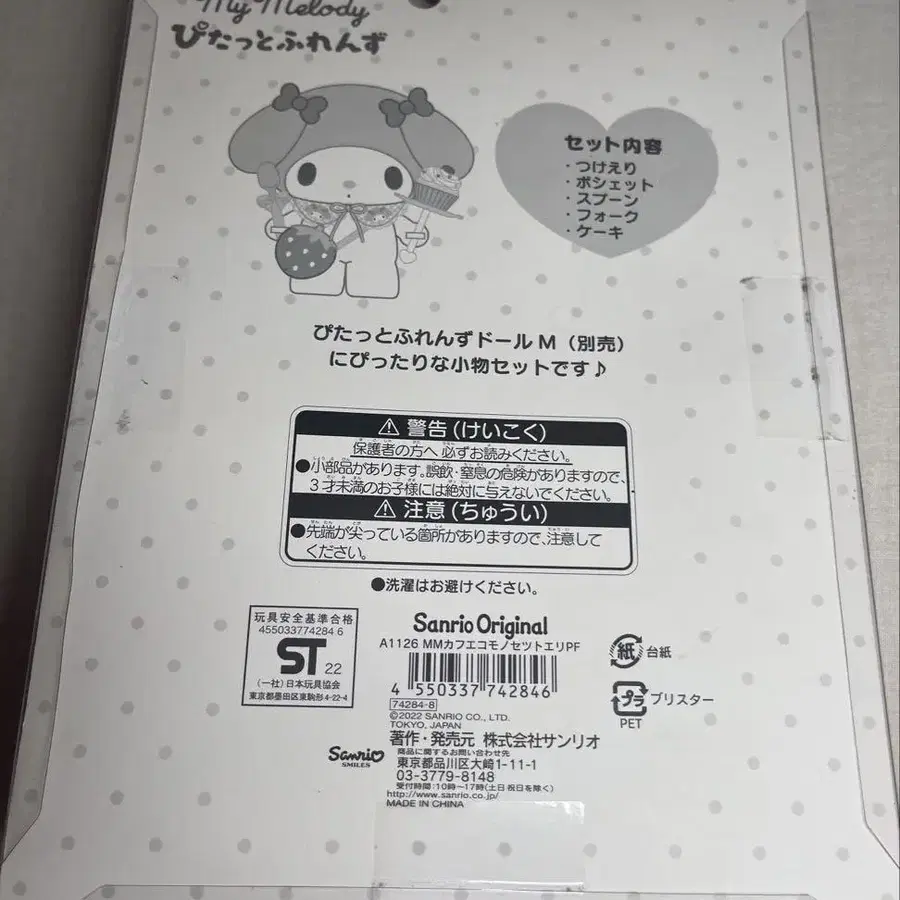 My Melody
ぴたっとふれんず
セット内容
・つけえり
・ポシェット
・スプーン
・フォーク
・ケーキ
ぴたっとふれんずドール M（別売）
にぴったりな小物セットです♪
⚠ 警告（けいこく）
保護者の方へ 必ずお読みください。
●小部品があります。誤飲・窒息の危険がありますので、
3才未満のお子様には絶対に与えないでください。
⚠ 注意（ちゅうい）
●先端が尖っている箇所がありますので、注意して
ください。
●洗濯はお避けください。
玩具安全基準合格
455033774284 6
ST 22
（一社）日本玩具協会
東京都墨田区東駒形4-22-4
Sanrio Original
A1126 MMカフエコモノセツトエリPF
4 550337 742846
74284-8
©2022 SANRIO CO., LTD.
TOKYO, JAPAN
著作・発売元 株式会社サンリオ
商品に関するお問い合わせ先
東京都品川区大崎1-11-1
03-3779-8148
受付時間：10時〜17時（土日祝日を除く）
http://www.sanrio.co.jp/
MADE IN CHINA
Sanrio
SMILES
紙 台紙
プラ ブリスター
PET